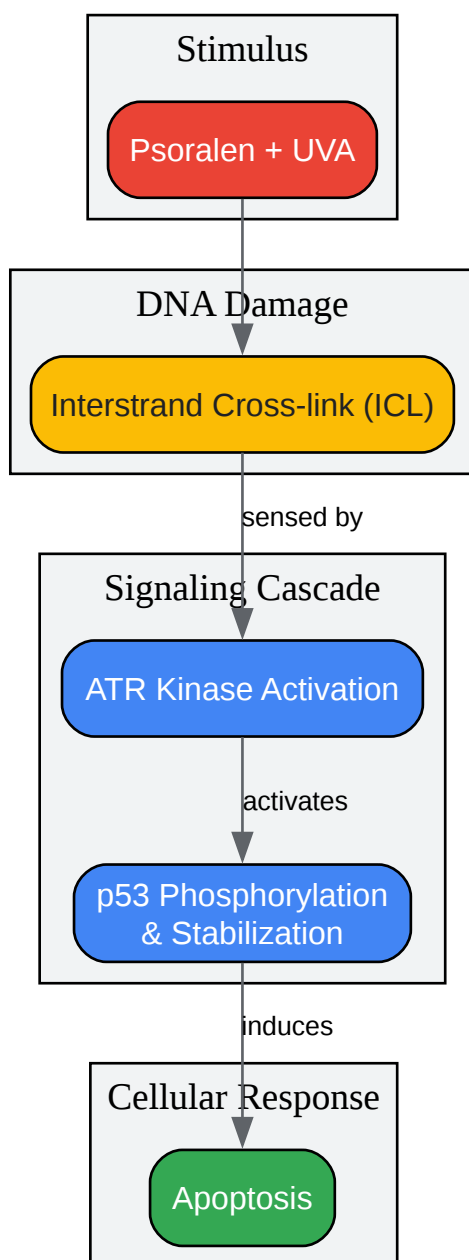 Stimulus
Psoralen + UVA
DNA Damage
Interstrand Cross-link (ICL)
sensed by
Signaling Cascade
ATR Kinase Activation
activates
p53 Phosphorylation
& Stabilization
induces
Cellular Response
Apoptosis